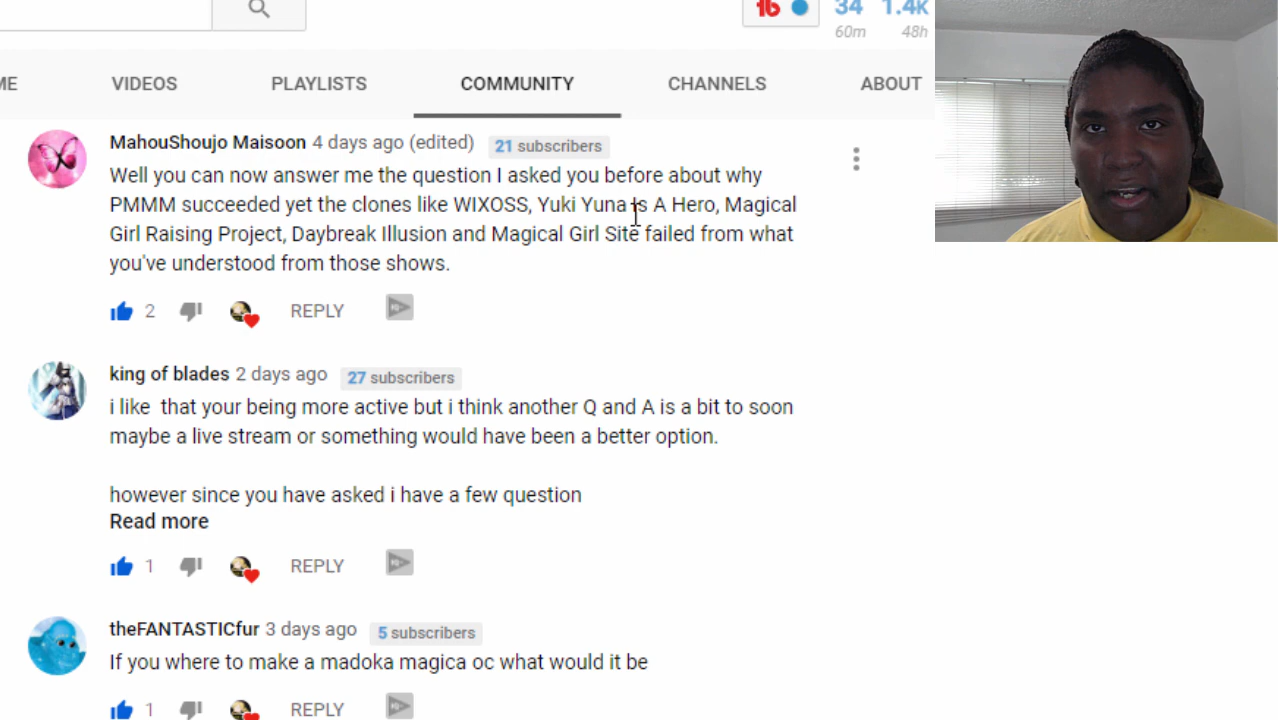 34 1.4K
60m 48h
ME VIDEOS PLAYLISTS COMMUNITY CHANNELS ABOUT
MahouShoujo Maisoon 4 days ago (edited) 21 subscribers
Well you can now answer me the question I asked you before about why
PMMM succeeded yet the clones like WIXOSS, Yuki Yuna is A Hero, Magical
Girl Raising Project, Daybreak Illusion and Magical Girl Site failed from what
you've understood from those shows.
2 REPLY
king of blades 2 days ago 27 subscribers
i like that your being more active but i think another Q and A is a bit to soon
maybe a live stream or something would have been a better option.
however since you have asked i have a few question
Read more
1 REPLY
theFANTASTICfur 3 days ago 5 subscribers
If you where to make a madoka magica oc what would it be
1 REPLY